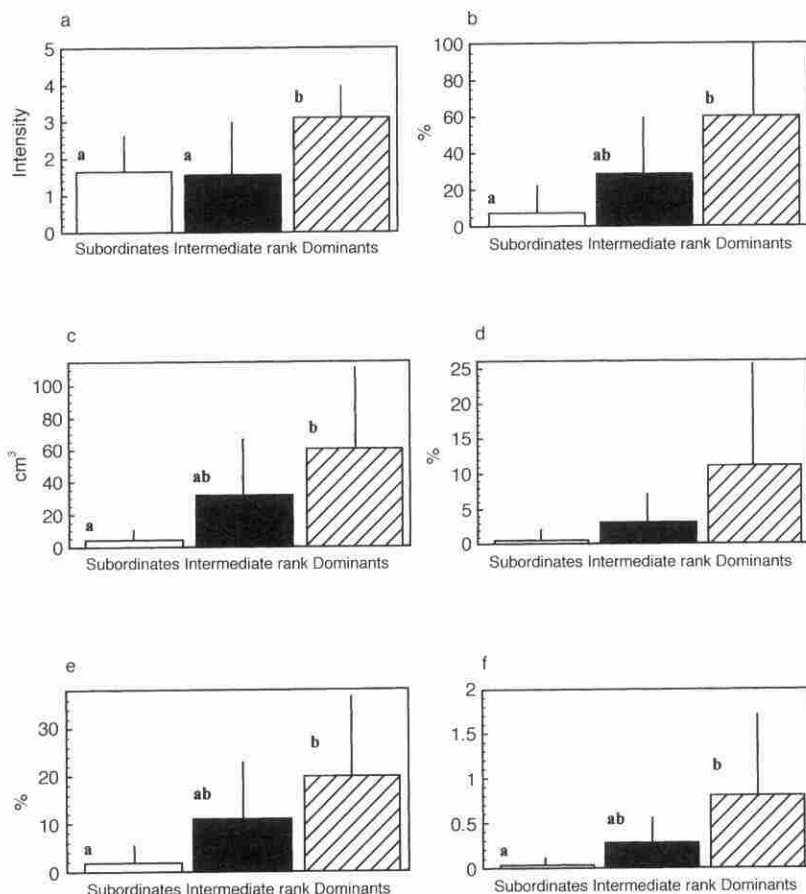 a
5
4
3
2
1
0
Intensity
a
a
b
Subordinates Intermediate rank Dominants
b
100
80
60
40
20
0
%
a
ab
b
Subordinates Intermediate rank Dominants
c
100
80
60
40
20
0
cm³
a
ab
b
Subordinates Intermediate rank Dominants
d
25
20
15
10
5
0
%
Subordinates Intermediate rank Dominants
e
30
20
10
0
%
a
ab
b
Subordinates Intermediate rank Dominants
f
2
1.5
1
0.5
0
a
ab
b
Subordinates Intermediate rank Dominants